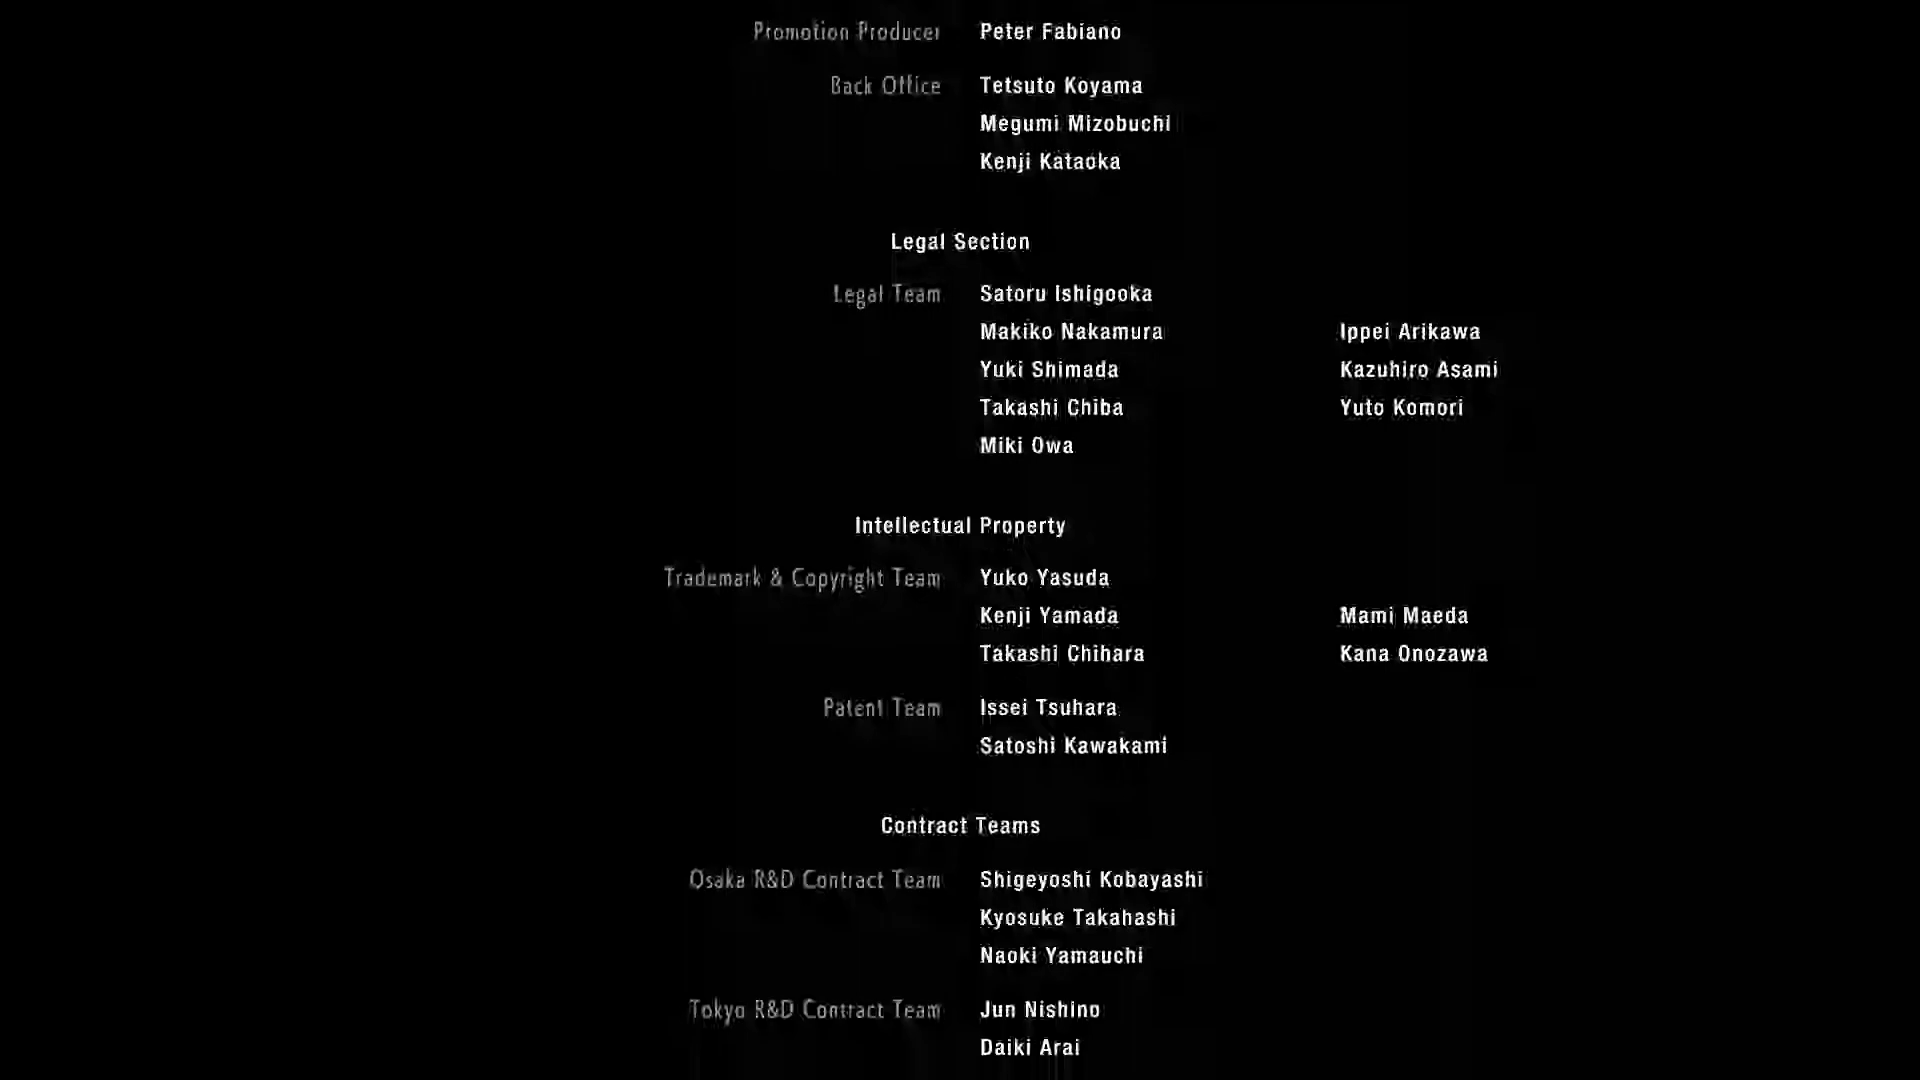 Promotion Producer Peter Fabiano
Back Office Tetsuto Koyama
Megumi Mizobuchi
Kenji Kataoka
Legal Section
Legal Team Satoru Ishigooka
Makiko Nakamura Ippei Arikawa
Yuki Shimada Kazuhiro Asami
Takashi Chiba Yuto Komori
Miki Owa
Intellectual Property
Trademark & Copyright Team Yuko Yasuda
Kenji Yamada Mami Maeda
Takashi Chihara Kana Onozawa
Patent Team Issei Tsuhara
Satoshi Kawakami
Contract Teams
Osaka R&D Contract Team Shigeyoshi Kobayashi
Kyosuke Takahashi
Naoki Yamauchi
Tokyo R&D Contract Team Jun Nishino
Daiki Arai